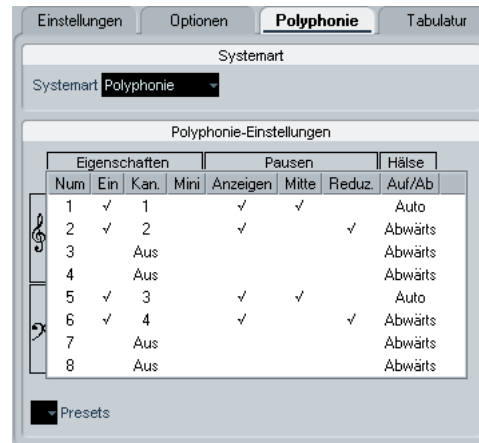 Einstellungen Optionen Polyphonie Tabulatur
Systemart
Systemart Polyphonie
Polyphonie-Einstellungen
Eigenschaften Pausen Hälse
Num Ein Kan. Mini Anzeigen Mitte Reduz. Auf/Ab
1 √ 1 √ √ Auto
2 √ 2 √ √ Abwärts
3 Aus Abwärts
4 Aus Abwärts
5 √ 3 √ √ Auto
6 √ 4 √ √ Abwärts
7 Aus Abwärts
8 Aus Abwärts
Presets